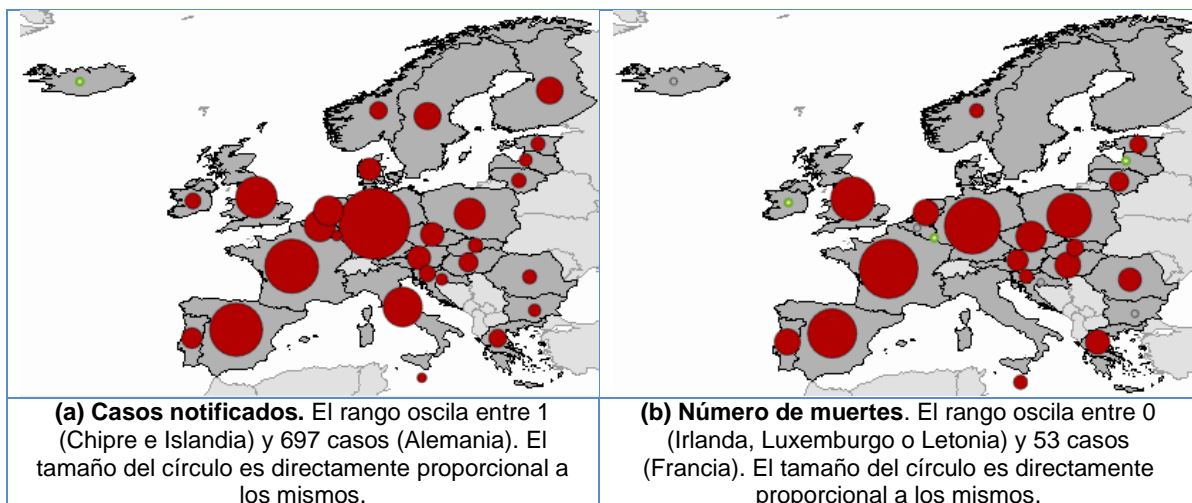 (a) Casos notificados. El rango oscila entre 1
(Chipre e Islandia) y 697 casos (Alemania). El
tamaño del círculo es directamente proporcional a
los mismos.
(b) Número de muertes. El rango oscila entre 0
(Irlanda, Luxemburgo o Letonia) y 53 casos
(Francia). El tamaño del círculo es directamente
proporcional a los mismos.